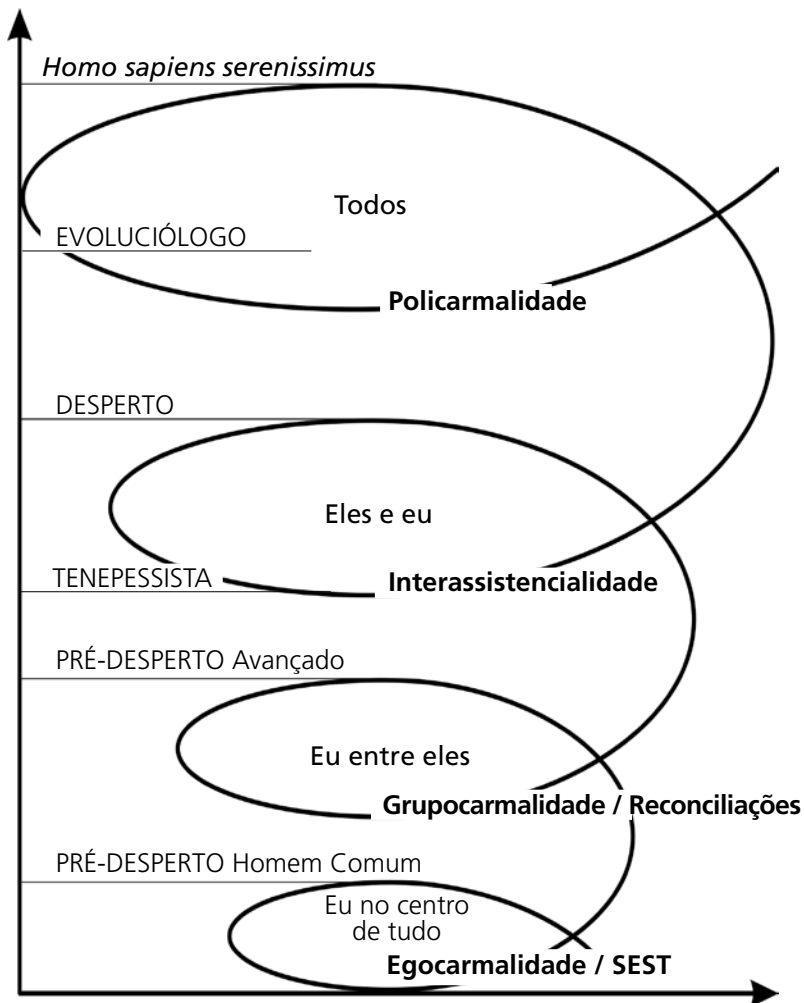 Homo sapiens serenissimus
Todos
EVOLUCIÓLOGO
Policarmalidade
DESPERTO
Eles e eu
TENEPESSISTA
Interassistencialidade
PRÉ-DESPERTO Avançado
Eu entre eles
Grupocarmalidade / Reconciliações
PRÉ-DESPERTO Homem Comum
Eu no centro
de tudo
Egocarmalidade / SEST